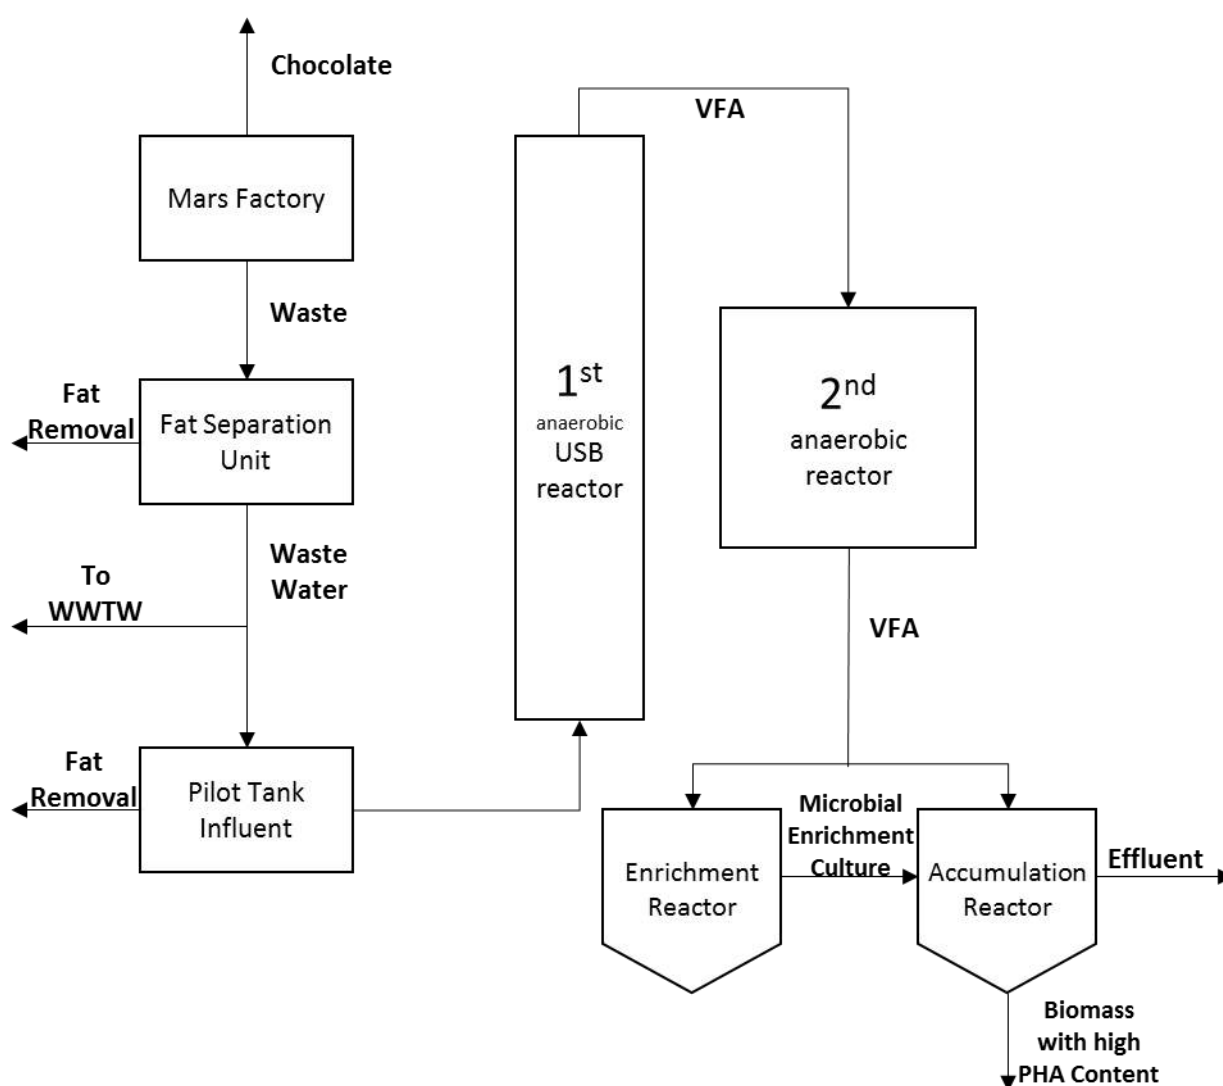 Chocolate
Mars Factory
Waste
Fat
Removal
Fat Separation
Unit
Waste
Water
To
WWTW
Fat
Removal
Pilot Tank
Influent
1st
anaerobic
USB
reactor
VFA
2nd
anaerobic
reactor
VFA
Enrichment
Reactor
Microbial
Enrichment
Culture
Accumulation
Reactor
Effluent
Biomass
with high
PHA Content